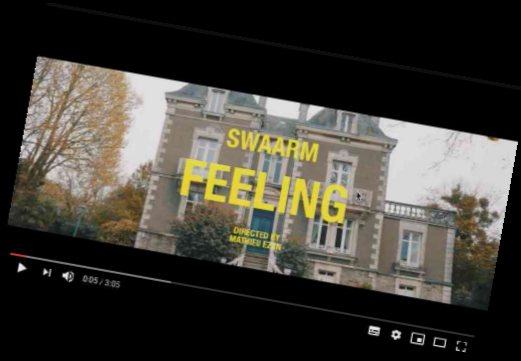 SWAARM
FEELING
DIRECTED BY
MATHIEU EZAN
0:05 / 3:05